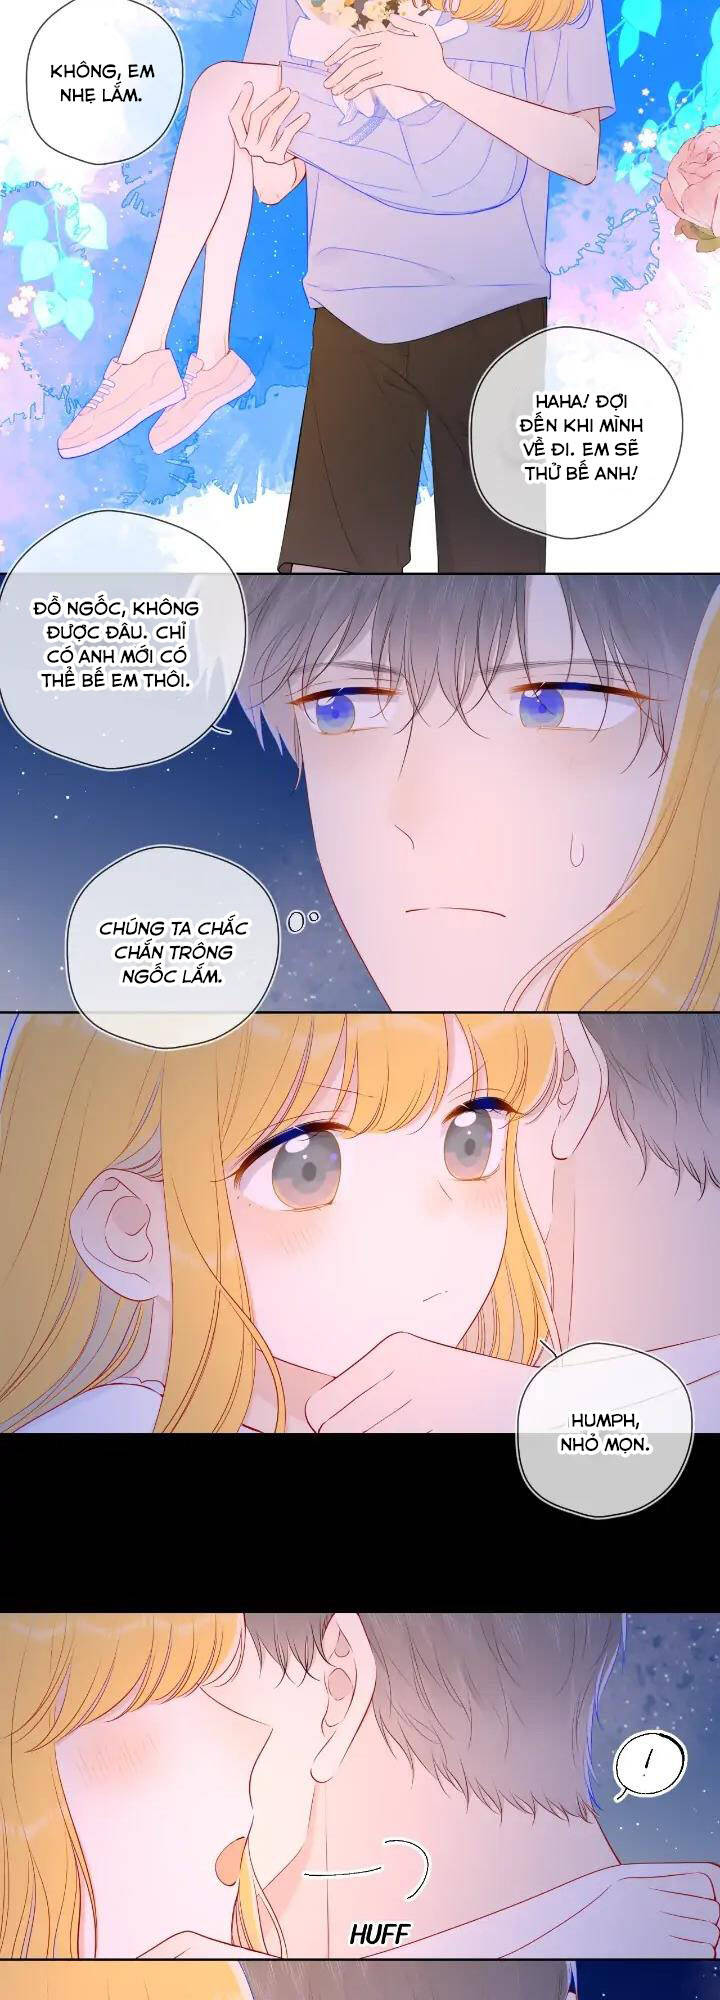 KHÔNG, EM
NHẸ LẮM.
HAHA! ĐỢI
ĐẾN KHI MÌNH
VỀ ĐI. EM SẼ
THỬ BẾ ANH!
ĐỒ NGỐC, KHÔNG
ĐƯỢC ĐÂU. CHỈ
CÓ ANH MỚI CÓ
THỂ BẾ EM THÔI.
CHÚNG TA CHẮC
CHẮN TRÔNG
NGỐC LẮM.
HUMPH,
NHỎ MỌN.
!
HUFF